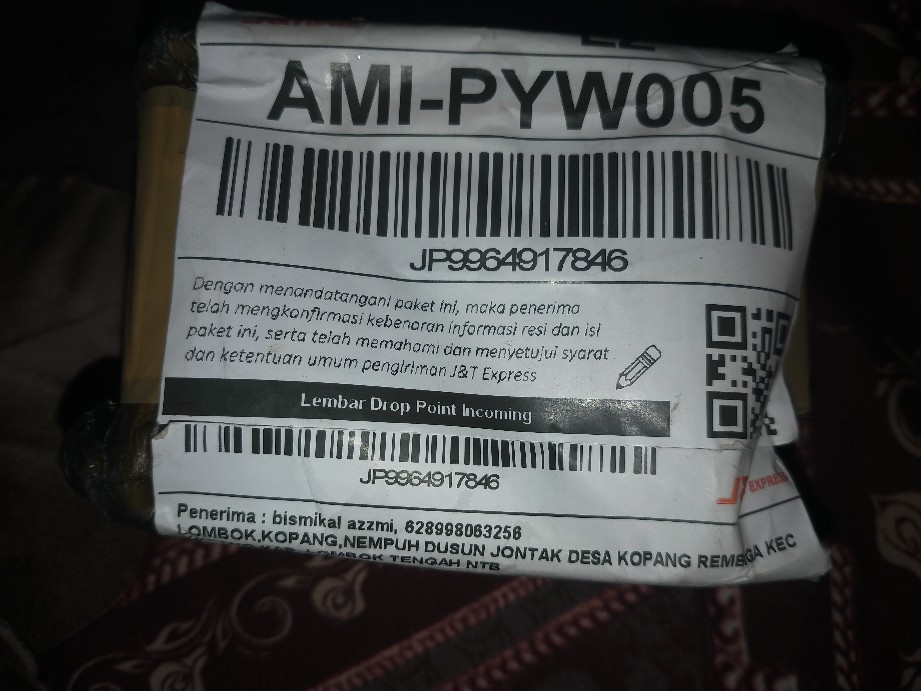 AMI-PYW005
JP9964917846
Dengan menandatangani paket ini, maka penerima
telah mengkonfirmasi kebenaran informasi resi dan isi
paket ini, serta telah memahami dan menyetujui syarat
dan ketentuan umum pengiriman J&T Express
Lembar Drop Point Incoming
JP9964917846
EXPRESS
Penerima : bismikal azzmi, 628998063256
LOMBOK,KOPANG,NEMPUH DUSUN JONTAK DESA KOPANG REMBIGA KEC
LOMBOK TENGAH NTB